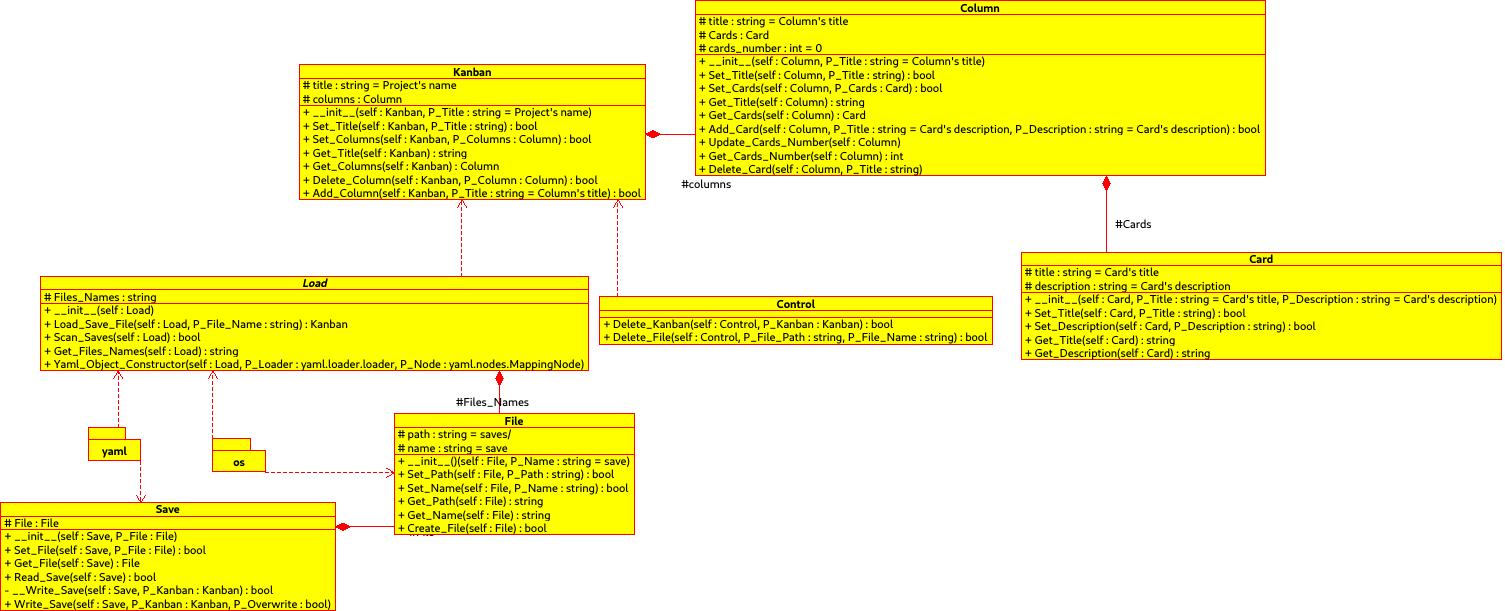 Column
# title : string = Column's title
# Cards : Card
# cards_number : int = 0
+ __init__(self : Column, P_Title : string = Column's title)
+ Set_Title(self : Column, P_Title : string) : bool
+ Set_Cards(self : Column, P_Cards : Card) : bool
+ Get_Title(self : Column) : string
+ Get_Cards(self : Column) : Card
+ Add_Card(self : Column, P_Title : string = Card's description, P_Description : string = Card's description) : bool
+ Update_Cards_Number(self : Column)
+ Get_Cards_Number(self : Column) : int
+ Delete_Card(self : Column, P_Title : string)
Kanban
# title : string = Project's name
# columns : Column
+ __init__(self : Kanban, P_Title : string = Project's name)
+ Set_Title(self : Kanban, P_Title : string) : bool
+ Set_Columns(self : Kanban, P_Columns : Column) : bool
+ Get_Title(self : Kanban) : string
+ Get_Columns(self : Kanban) : Column
+ Delete_Column(self : Kanban, P_Column : Column) : bool
+ Add_Column(self : Kanban, P_Title : string = Column's title) : bool
#columns
#Cards
Card
# title : string = Card's title
# description : string = Card's description
+ __init__(self : Card, P_Title : string = Card's title, P_Description : string = Card's description)
+ Set_Title(self : Card, P_Title : string) : bool
+ Set_Description(self : Card, P_Description : string) : bool
+ Get_Title(self : Card) : string
+ Get_Description(self : Card) : string
Load
# Files_Names : string
+ __init__(self : Load)
+ Load_Save_File(self : Load, P_File_Name : string) : Kanban
+ Scan_Saves(self : Load) : bool
+ Get_Files_Names(self : Load) : string
+ Yaml_Object_Constructor(self : Load, P_Loader : yaml.loader.loader, P_Node : yaml.nodes.MappingNode)
Control
+ Delete_Kanban(self : Control, P_Kanban : Kanban) : bool
+ Delete_File(self : Control, P_File_Path : string, P_File_Name : string) : bool
#Files_Names
File
# path : string = saves/
# name : string = save
+ __init__()(self : File, P_Name : string = save)
+ Set_Path(self : File, P_Path : string) : bool
+ Set_Name(self : File, P_Name : string) : bool
+ Get_Path(self : File) : string
+ Get_Name(self : File) : string
+ Create_File(self : File) : bool
yaml
os
Save
# File : File
+ __init__(self : Save, P_File : File)
+ Set_File(self : Save, P_File : File) : bool
+ Get_File(self : Save) : File
+ Read_Save(self : Save) : bool
- __Write_Save(self : Save, P_Kanban : Kanban) : bool
+ Write_Save(self : Save, P_Kanban : Kanban, P_Overwrite : bool)